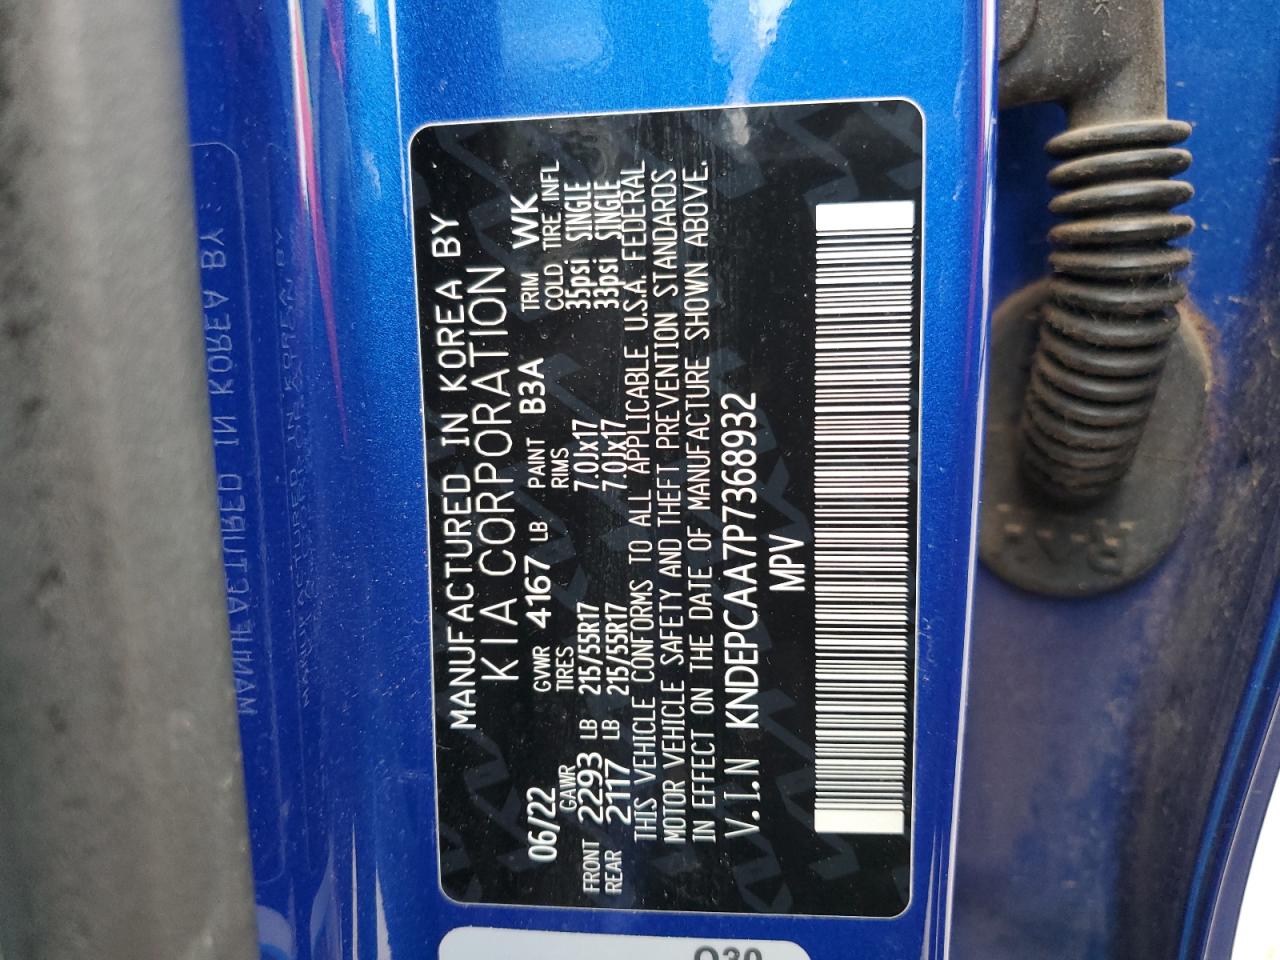 MANUFACTURED IN KOREA BY
KIA CORPORATION
06/22 GVWR 4167 LB PAINT B3A TRIM WK
GAWR TIRES RIMS COLD TIRE INFL
FRONT 2293 LB 215/55R17 7.0Jx17 35psi SINGLE
REAR 2117 LB 215/55R17 7.0Jx17 33psi SINGLE
THIS VEHICLE CONFORMS TO ALL APPLICABLE U.S.A. FEDERAL
MOTOR VEHICLE SAFETY AND THEFT PREVENTION STANDARDS
IN EFFECT ON THE DATE OF MANUFACTURE SHOWN ABOVE.
V.I.N KNDEPCAA7P7368932
MPV